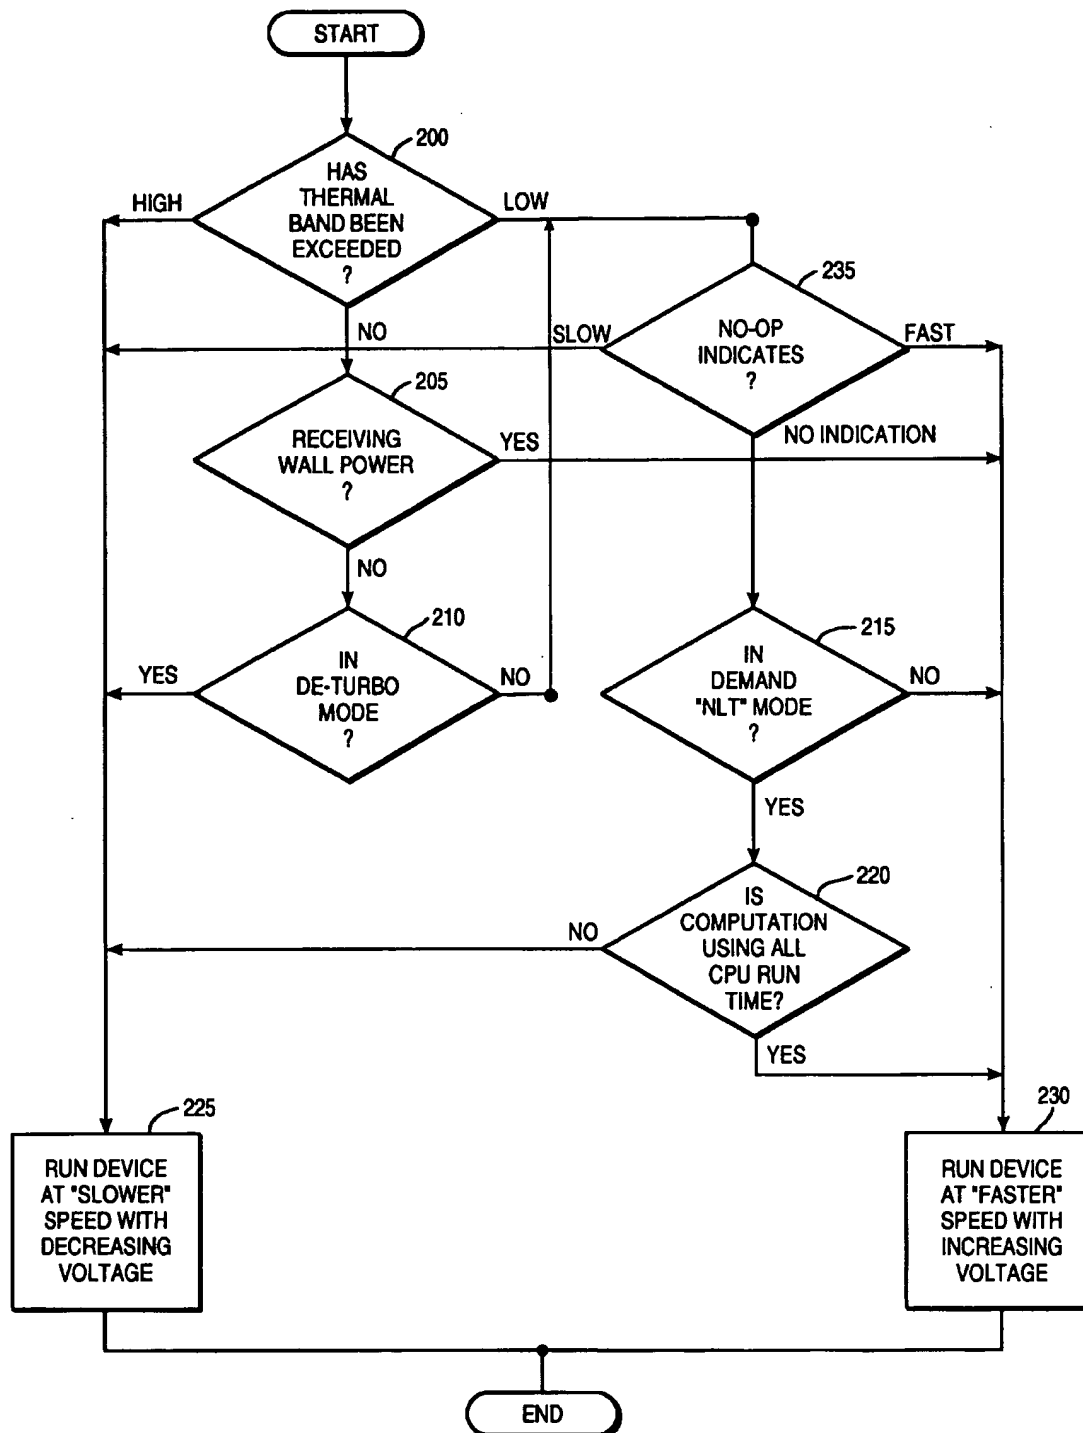 START
200
HAS
THERMAL
BAND BEEN
EXCEEDED
?
HIGH
LOW
NO
235
NO-OP
INDICATES
?
SLOW
FAST
NO INDICATION
205
RECEIVING
WALL POWER
?
YES
NO
210
IN
DE-TURBO
MODE
?
YES
NO
215
IN
DEMAND
"NLT" MODE
?
NO
YES
220
IS
COMPUTATION
USING ALL
CPU RUN
TIME?
NO
YES
225
RUN DEVICE
AT "SLOWER"
SPEED WITH
DECREASING
VOLTAGE
230
RUN DEVICE
AT "FASTER"
SPEED WITH
INCREASING
VOLTAGE
END